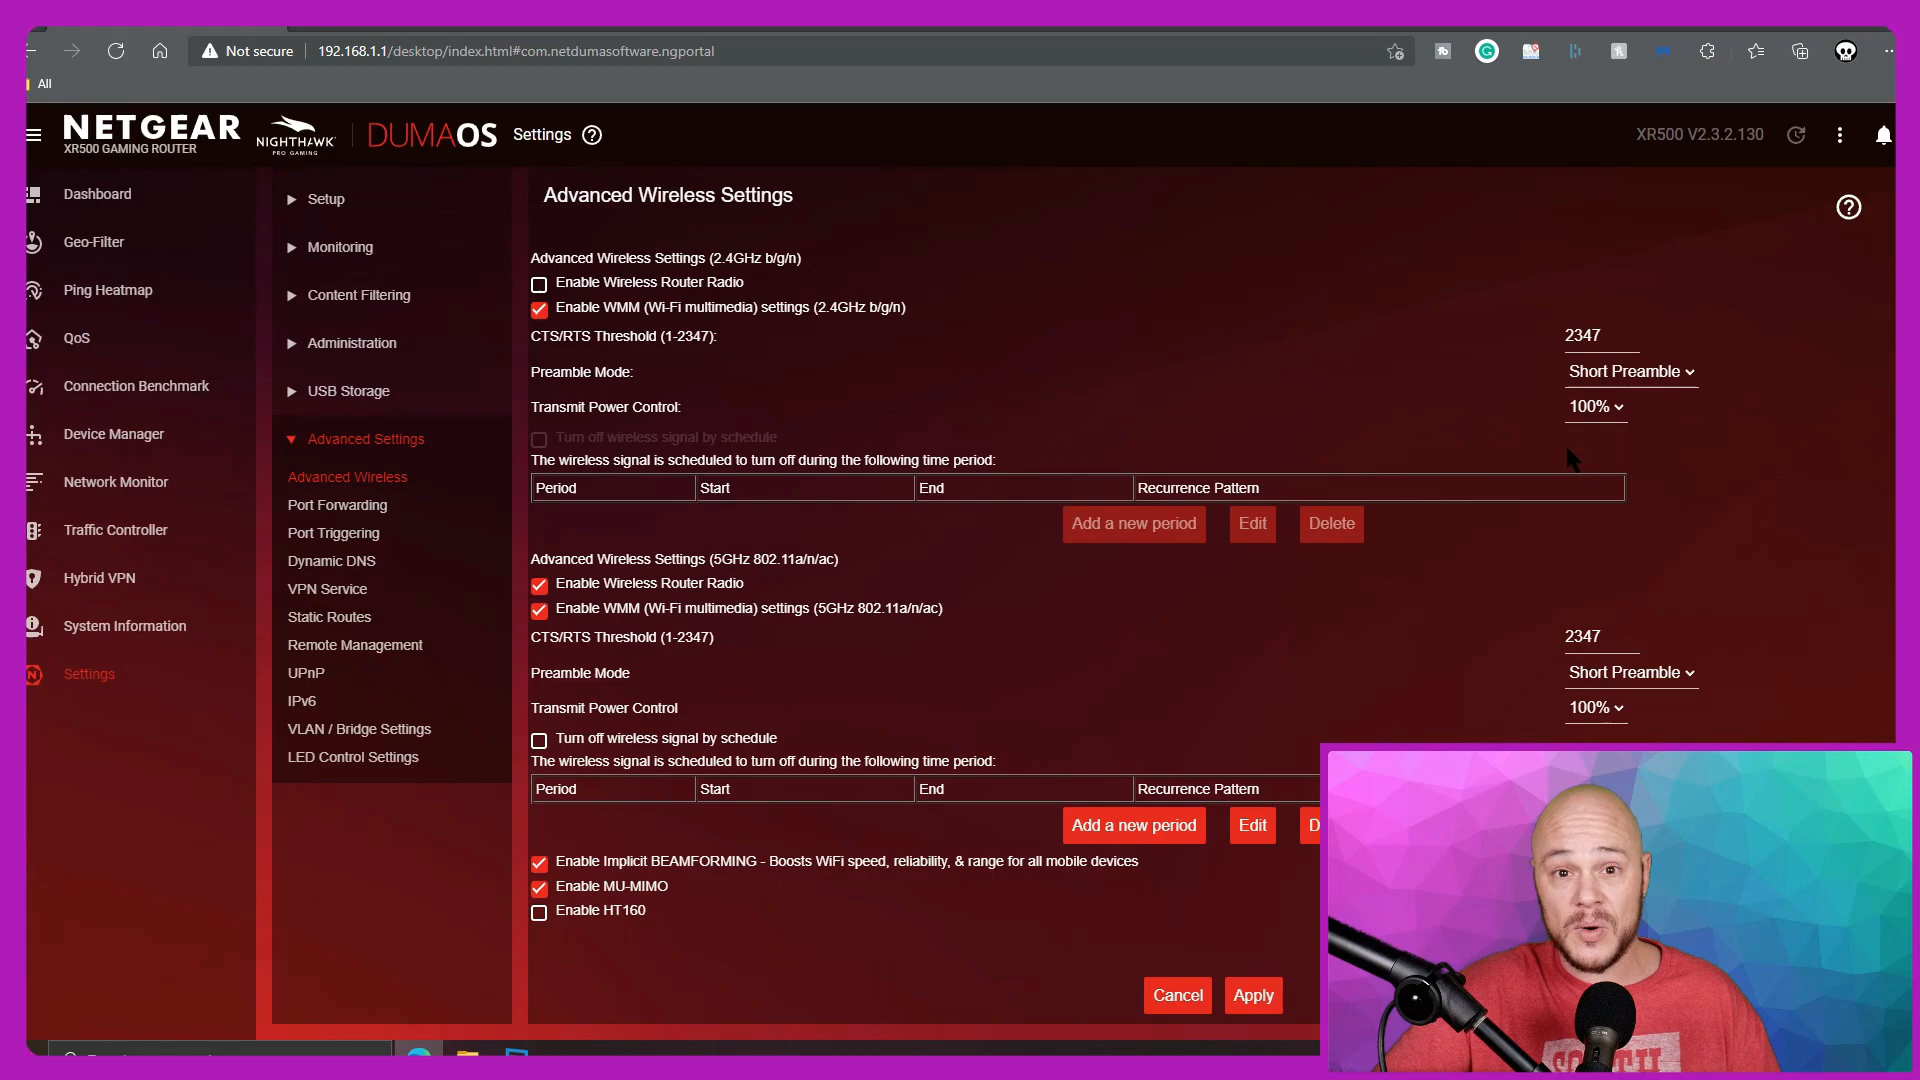 Not secure 192.168.1.1/desktop/index.html#com.netdumasoftware.ngportal
All
NETGEAR
XR500 GAMING ROUTER
NIGHTHAWK
PRO GAMING
DUMAOS
Settings
XR500 V2.3.2.130
Dashboard
Geo-Filter
Ping Heatmap
QoS
Connection Benchmark
Device Manager
Network Monitor
Traffic Controller
Hybrid VPN
System Information
Settings
Setup
Monitoring
Content Filtering
Administration
USB Storage
Advanced Settings
Advanced Wireless
Port Forwarding
Port Triggering
Dynamic DNS
VPN Service
Static Routes
Remote Management
UPnP
IPv6
VLAN / Bridge Settings
LED Control Settings
Advanced Wireless Settings
Advanced Wireless Settings (2.4GHz b/g/n)
Enable Wireless Router Radio
Enable WMM (Wi-Fi multimedia) settings (2.4GHz b/g/n)
CTS/RTS Threshold (1-2347): 2347
Preamble Mode: Short Preamble
Transmit Power Control: 100%
Turn off wireless signal by schedule
The wireless signal is scheduled to turn off during the following time period:
Period Start End Recurrence Pattern
Add a new period Edit Delete
Advanced Wireless Settings (5GHz 802.11a/n/ac)
Enable Wireless Router Radio
Enable WMM (Wi-Fi multimedia) settings (5GHz 802.11a/n/ac)
CTS/RTS Threshold (1-2347) 2347
Preamble Mode Short Preamble
Transmit Power Control 100%
Turn off wireless signal by schedule
The wireless signal is scheduled to turn off during the following time period:
Period Start End Recurrence Pattern
Add a new period Edit D
Enable Implicit BEAMFORMING - Boosts WiFi speed, reliability, & range for all mobile devices
Enable MU-MIMO
Enable HT160
Cancel Apply